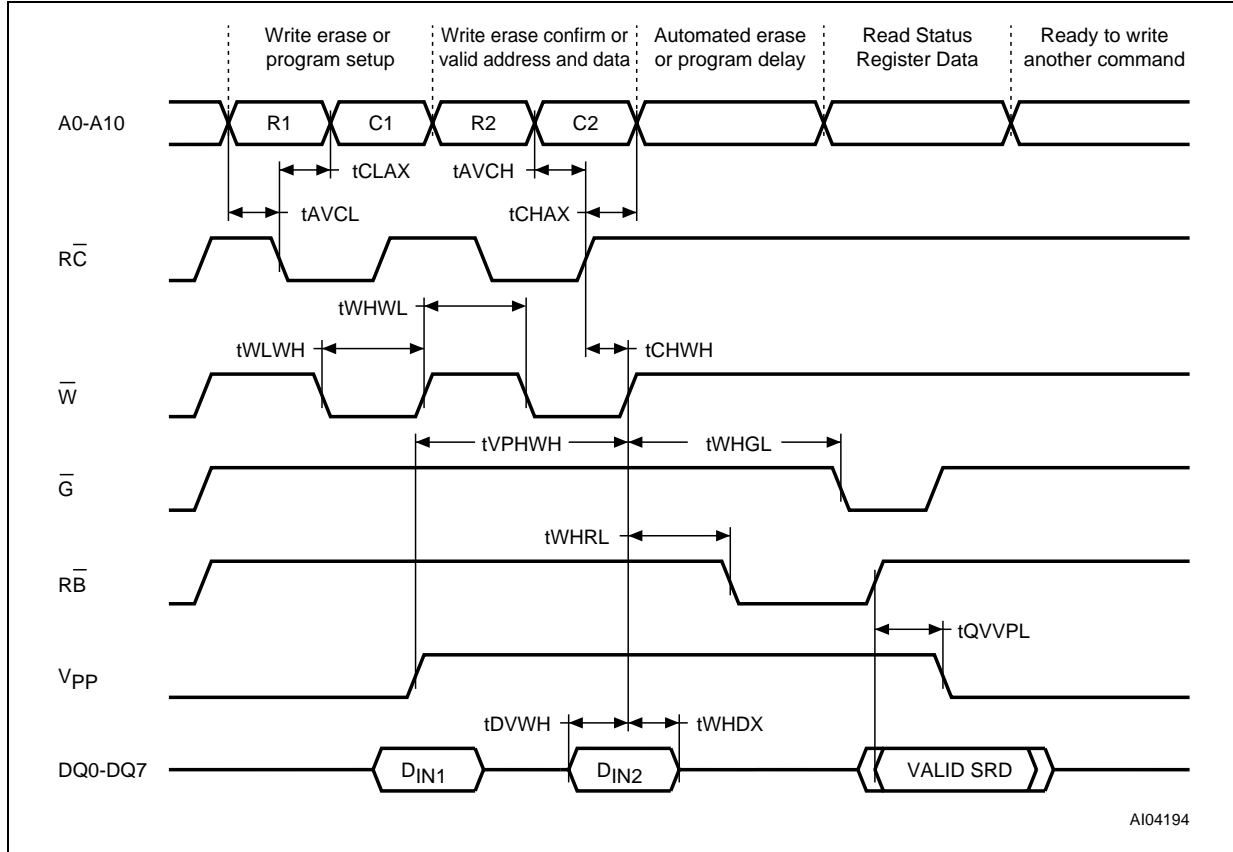 Write erase or
program setup
Write erase confirm or
valid address and data
Automated erase
or program delay
Read Status
Register Data
Ready to write
another command
A0-A10
R1
C1
R2
C2
tCLAX
tAVCH
tAVCL
tCHAX
RC̅
tWHWL
tWLWH
tCHWH
W̅
tVPHWH
tWHGL
G̅
tWHRL
RB̅
tQVVPL
VPP
tDVWH
tWHDX
DQ0-DQ7
DIN1
DIN2
VALID SRD
AI04194